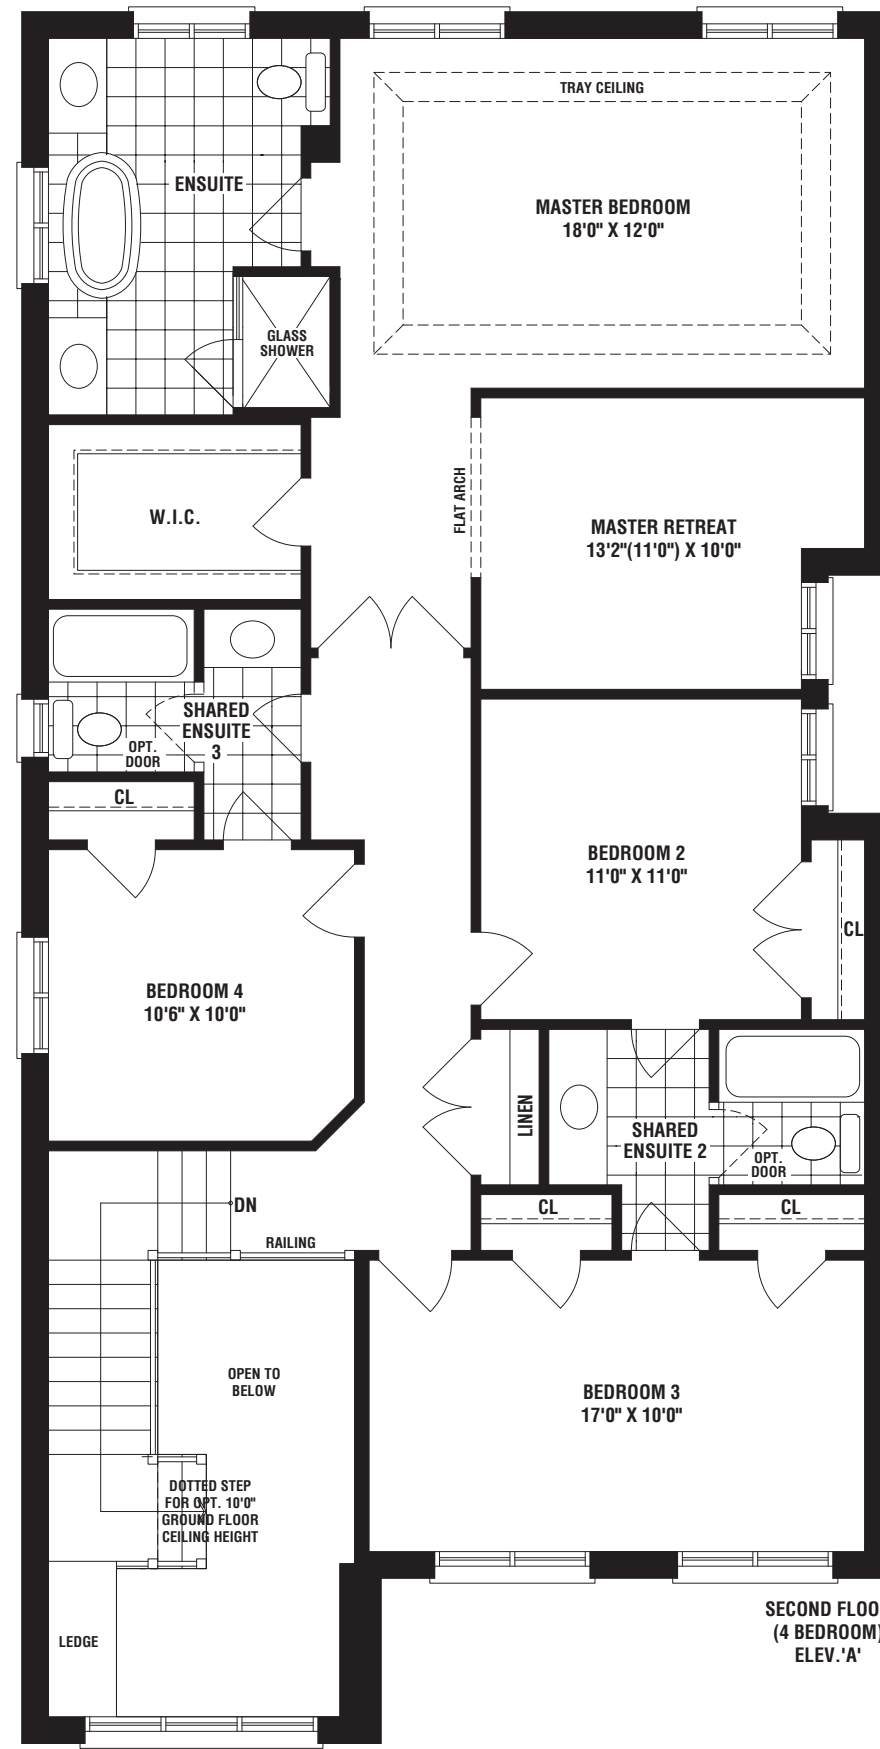 TRAY CEILING
ENSUITE
MASTER BEDROOM
18'0" X 12'0"
GLASS
SHOWER
FLAT ARCH
W.I.C.
MASTER RETREAT
13'2"(11'0") X 10'0"
SHARED
ENSUITE
3
OPT.
DOOR
CL
BEDROOM 2
11'0" X 11'0"
CL
BEDROOM 4
10'6" X 10'0"
LINEN
SHARED
ENSUITE 2
OPT.
DOOR
DN
CL
CL
RAILING
OPEN TO
BELOW
BEDROOM 3
17'0" X 10'0"
DOTTED STEP
FOR OPT. 10'0"
GROUND FLOOR
CEILING HEIGHT
LEDGE
SECOND FLOO
(4 BEDROOM)
ELEV.'A'